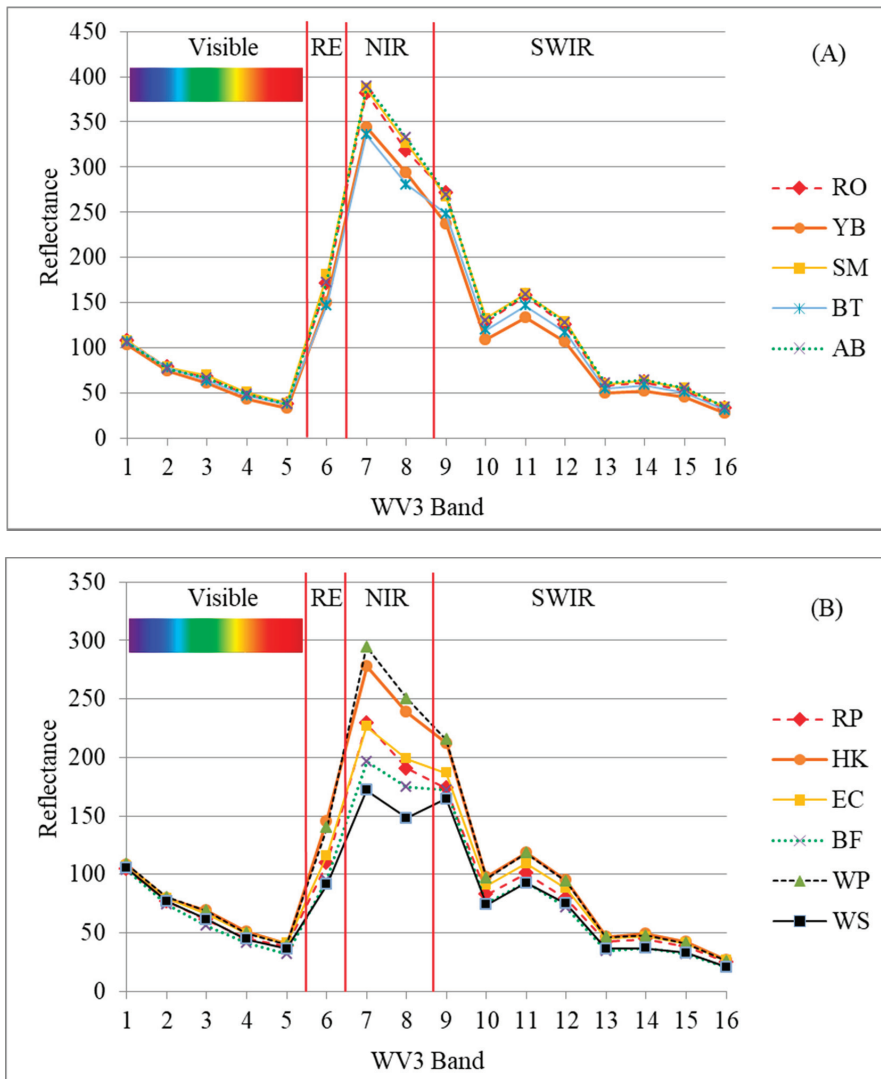 450
400
350
300
250
200
150
100
50
0
Reflectance
Visible RE NIR SWIR
(A)
RO
YB
SM
BT
AB
1 2 3 4 5 6 7 8 9 10 11 12 13 14 15 16
WV3 Band
350
300
250
200
150
100
50
0
Reflectance
Visible RE NIR SWIR
(B)
RP
HK
EC
BF
WP
WS
1 2 3 4 5 6 7 8 9 10 11 12 13 14 15 16
WV3 Band